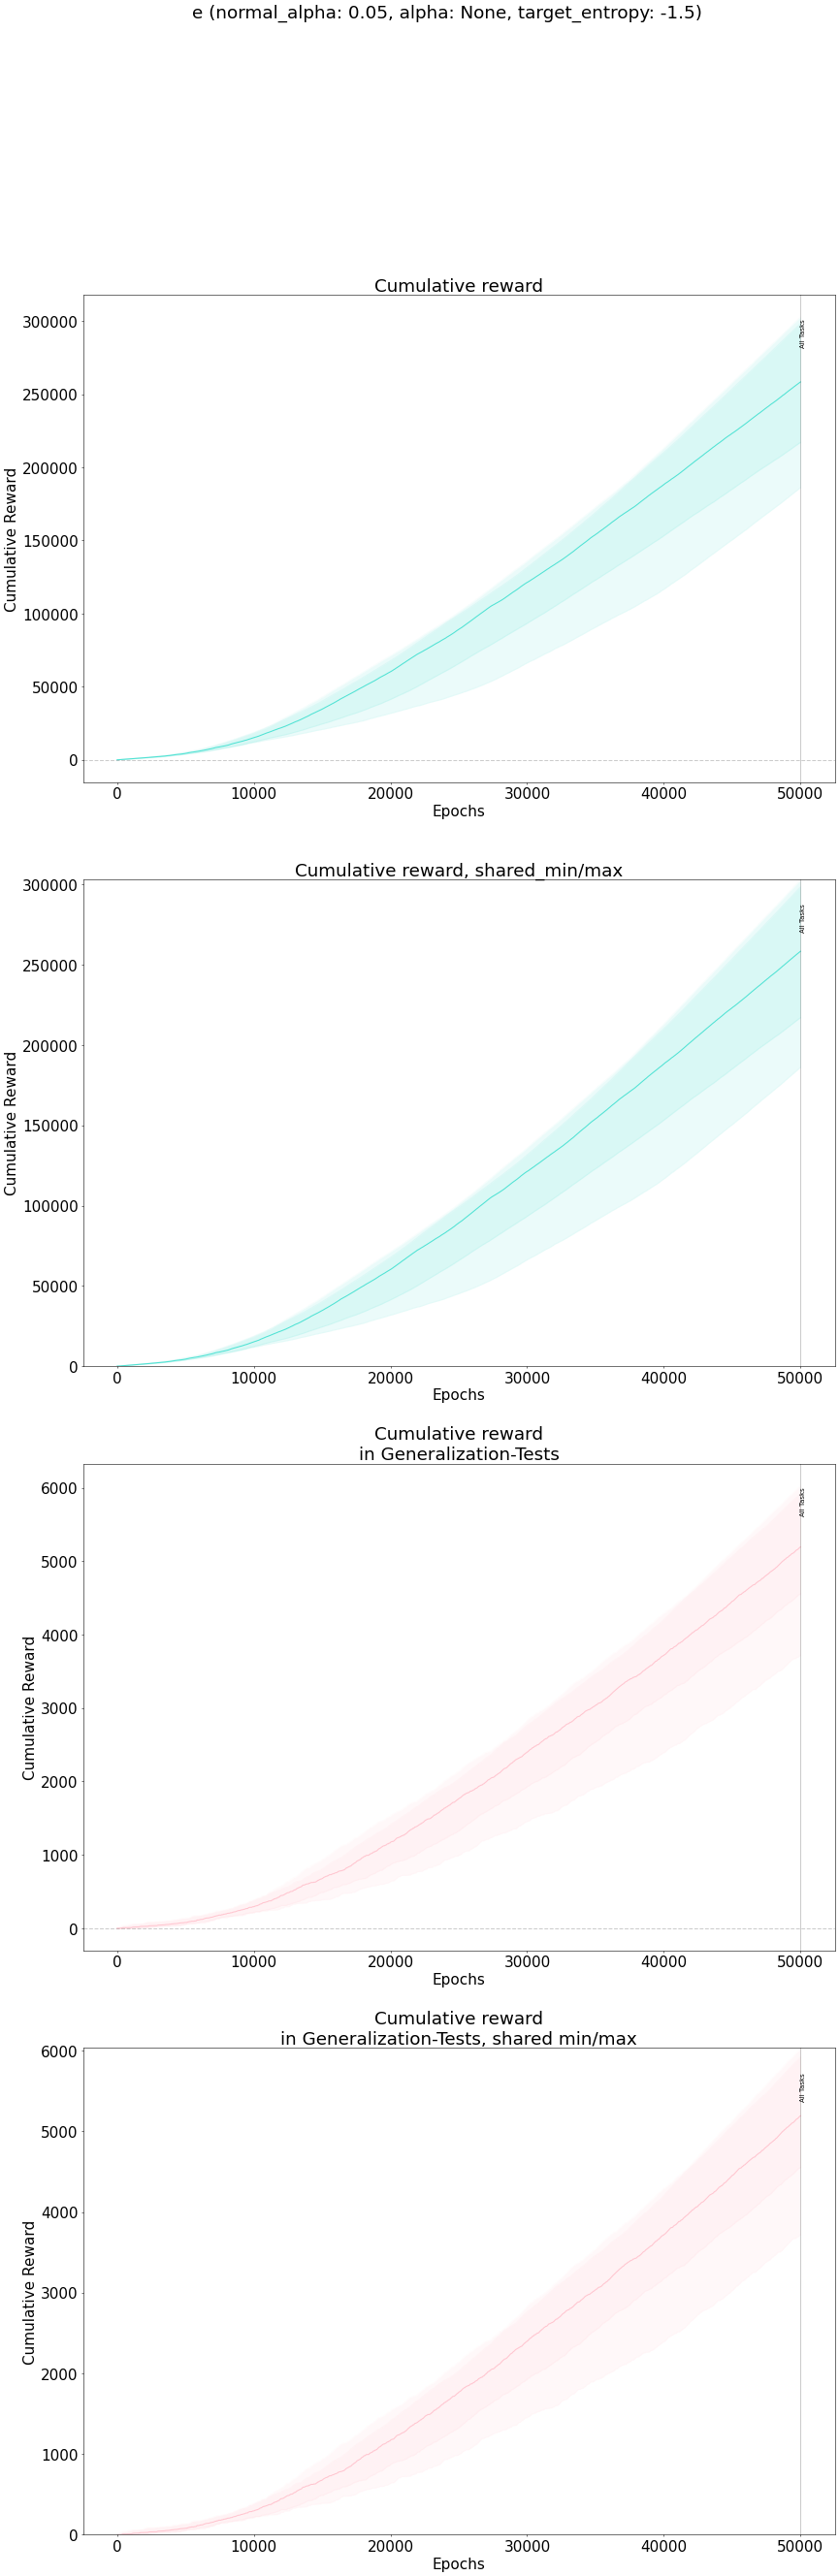 e (normal_alpha: 0.05, alpha: None, target_entropy: -1.5)
Cumulative reward
300000
All Tasks
250000
200000
150000
100000
50000
0
Cumulative Reward
0 10000 20000 30000 40000 50000
Epochs
Cumulative reward, shared_min/max
300000
All Tasks
250000
200000
150000
100000
50000
0
Cumulative Reward
0 10000 20000 30000 40000 50000
Epochs
Cumulative reward
in Generalization-Tests
6000
All Tasks
5000
4000
3000
2000
1000
0
Cumulative Reward
0 10000 20000 30000 40000 50000
Epochs
Cumulative reward
in Generalization-Tests, shared min/max
6000
All Tasks
5000
4000
3000
2000
1000
0
Cumulative Reward
0 10000 20000 30000 40000 50000
Epochs